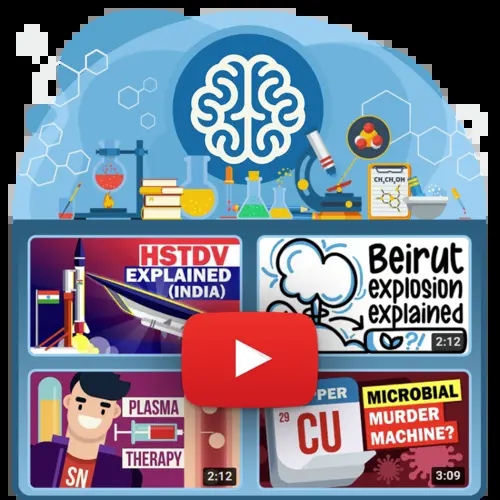 CH₃CH₂OH
HSTDV
EXPLAINED
(INDIA)
Beirut
explosion
explained
?!
2:12
SN
PLASMA
THERAPY
2:12
PPER
29
CU
MICROBIAL
MURDER
MACHINE?
3:09